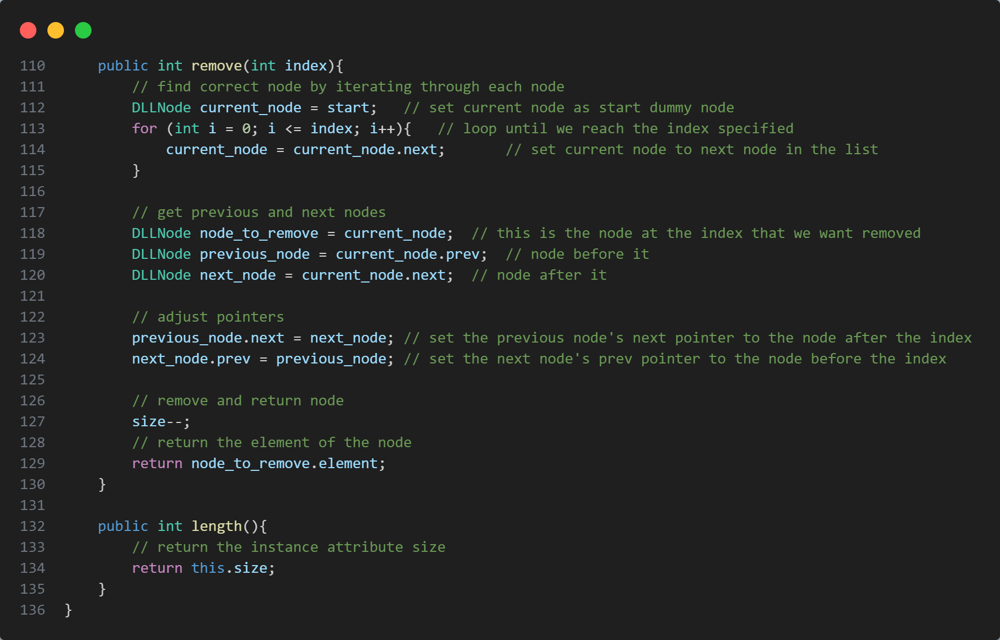 110 public int remove(int index){
111 // find correct node by iterating through each node
112 DLLNode current_node = start; // set current node as start dummy node
113 for (int i = 0; i <= index; i++){ // loop until we reach the index specified
114 current_node = current_node.next; // set current node to next node in the list
115 }
116
117 // get previous and next nodes
118 DLLNode node_to_remove = current_node; // this is the node at the index that we want removed
119 DLLNode previous_node = current_node.prev; // node before it
120 DLLNode next_node = current_node.next; // node after it
121
122 // adjust pointers
123 previous_node.next = next_node; // set the previous node's next pointer to the node after the index
124 next_node.prev = previous_node; // set the next node's prev pointer to the node before the index
125
126 // remove and return node
127 size--;
128 // return the element of the node
129 return node_to_remove.element;
130 }
131
132 public int length(){
133 // return the instance attribute size
134 return this.size;
135 }
136 }